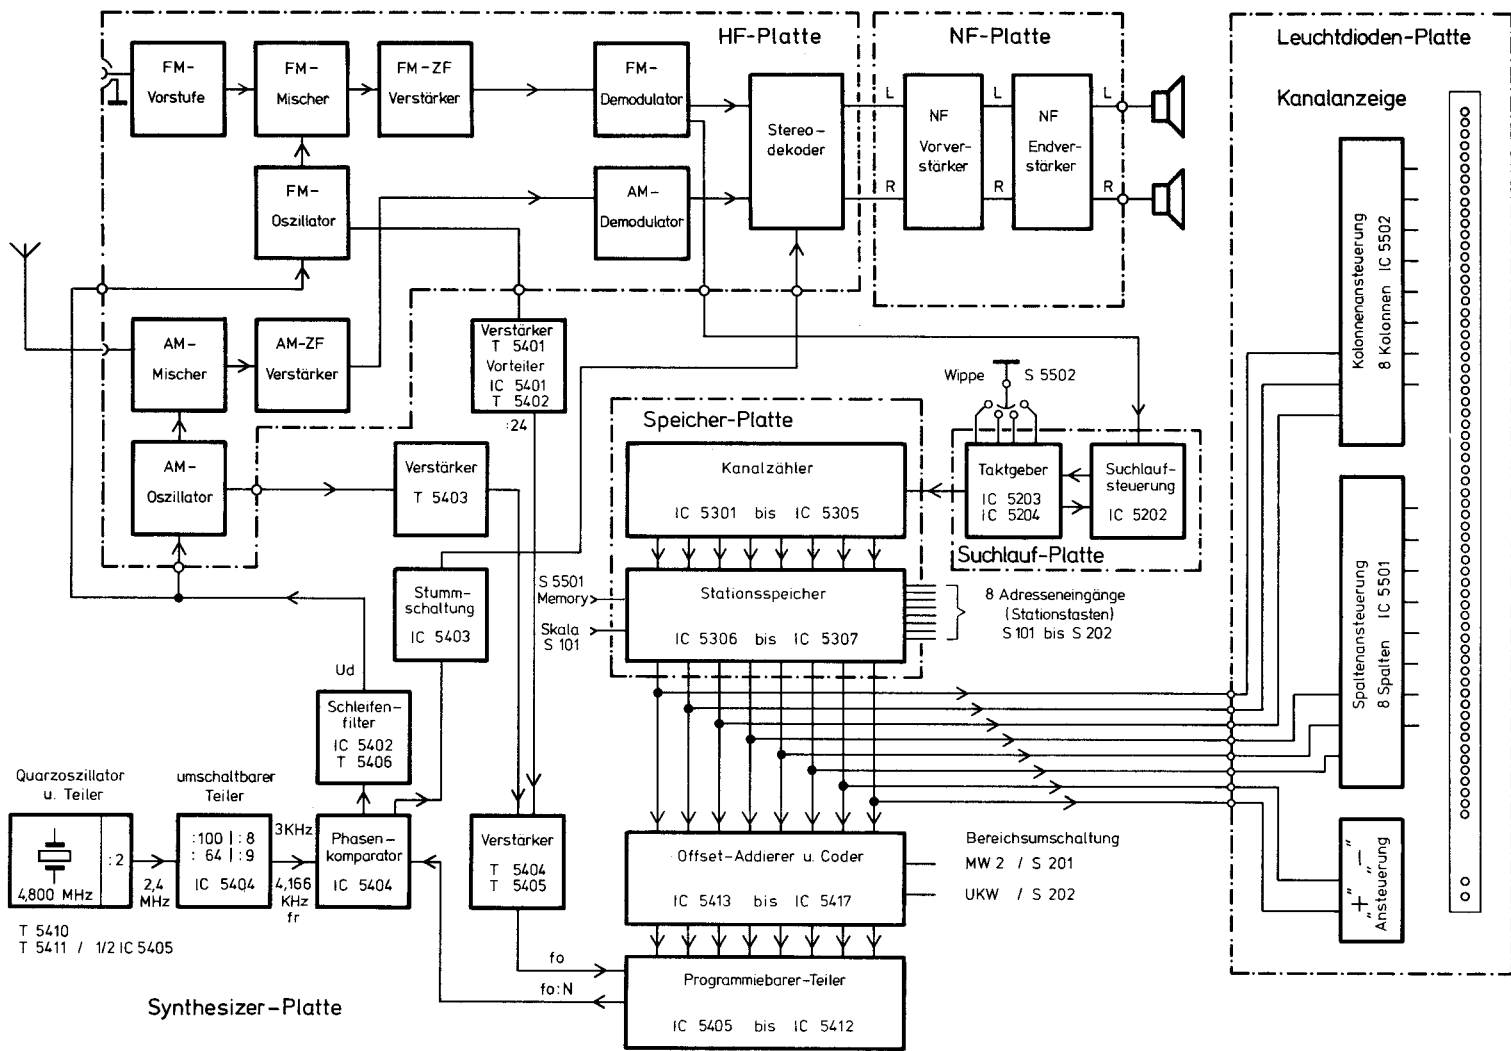 HF-Platte
NF-Platte
Leuchtdioden-Platte
FM-
Vorstufe
FM-
Mischer
FM-ZF
Verstärker
FM-
Demodulator
Stereo-
dekoder
L
NF
Vorver-
stärker
L
NF
Endver-
stärker
L
R
R
R
Kanalanzeige
FM-
Oszillator
AM-
Demodulator
Kolonnenansteuerung
8 Kolonnen IC 5502
AM-
Mischer
AM-ZF
Verstärker
Verstärker
T 5401
Vorteiler
IC 5401
T 5402
:24
Wippe
S 5502
Speicher-Platte
AM-
Oszillator
Verstärker
T 5403
Kanalzähler
IC 5301 bis IC 5305
Taktgeber
IC 5203
IC 5204
Suchlauf-
steuerung
IC 5202
Suchlauf-Platte
Spaltenansteuerung
8 Spalten IC 5501
Stumm-
schaltung
IC 5403
S 5501
Memory
Skala
S 101
Stationsspeicher
IC 5306 bis IC 5307
8 Adresseneingänge
(Stationstasten)
S 101 bis S 202
Ud
Schleifen-
filter
IC 5402
T 5406
Quarzoszillator
u. Teiler
umschaltbarer
Teiler
:2
4,800 MHz
2,4
MHz
:100 | : 8
: 64 | : 9
IC 5404
3KHz
4,166
KHz
fr
Phasen-
komparator
IC 5404
Verstärker
T 5404
T 5405
Offset-Addierer u. Coder
IC 5413 bis IC 5417
Bereichsumschaltung
MW 2 / S 201
UKW / S 202
„+" „-"
Ansteuerung
T 5410
T 5411 / 1/2 IC 5405
fo
fo:N
Programmiebarer-Teiler
IC 5405 bis IC 5412
Synthesizer-Platte